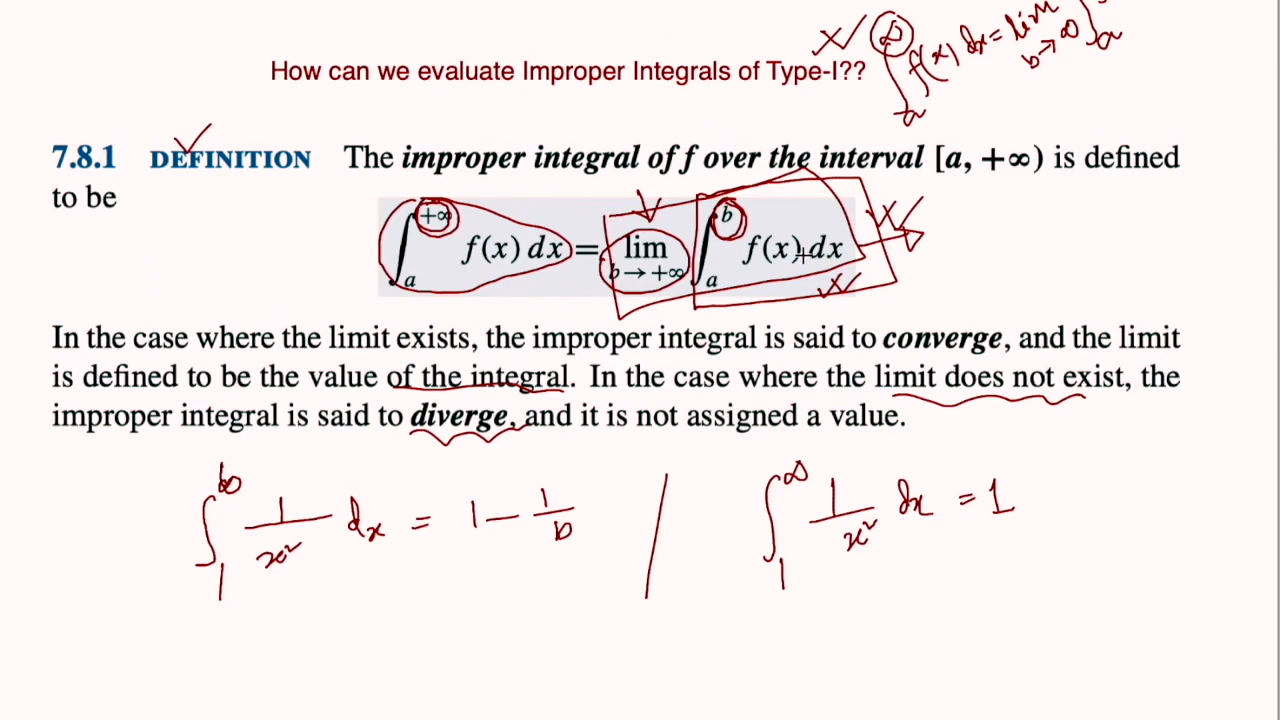 ∫_a^∞ f(x) dx = lim_{b→∞} ∫_a
How can we evaluate Improper Integrals of Type-I??
7.8.1 DEFINITION The improper integral of f over the interval [a, +∞) is defined
to be
∫_a^{+∞} f(x) dx = lim_{b→+∞} ∫_a^b f(x) dx
In the case where the limit exists, the improper integral is said to converge, and the limit
is defined to be the value of the integral. In the case where the limit does not exist, the
improper integral is said to diverge, and it is not assigned a value.
∫_1^b 1/x² dx = 1 - 1/b / ∫_1^∞ 1/x² dx = 1